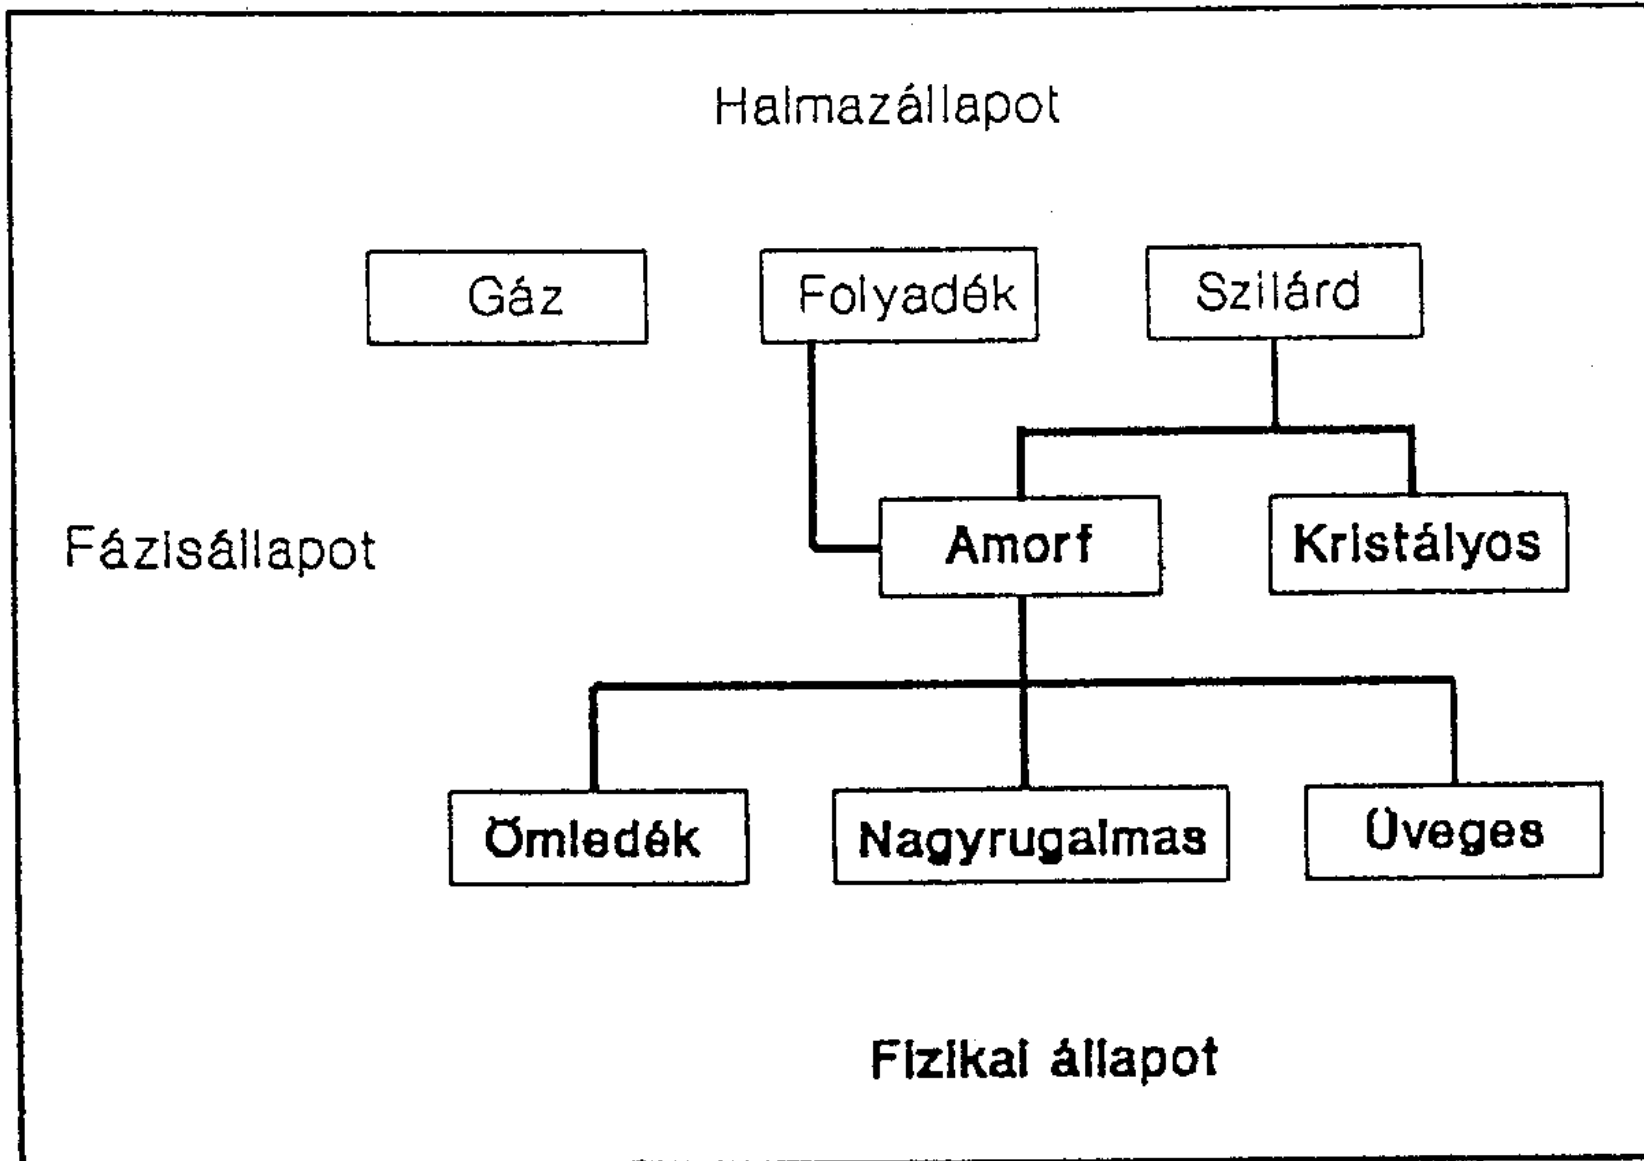 Halmazállapot
Gáz
Folyadék
Szilárd
Fázisállapot
Amorf
Kristályos
Ömledék
Nagyrugalmas
Üveges
Fizikai állapot